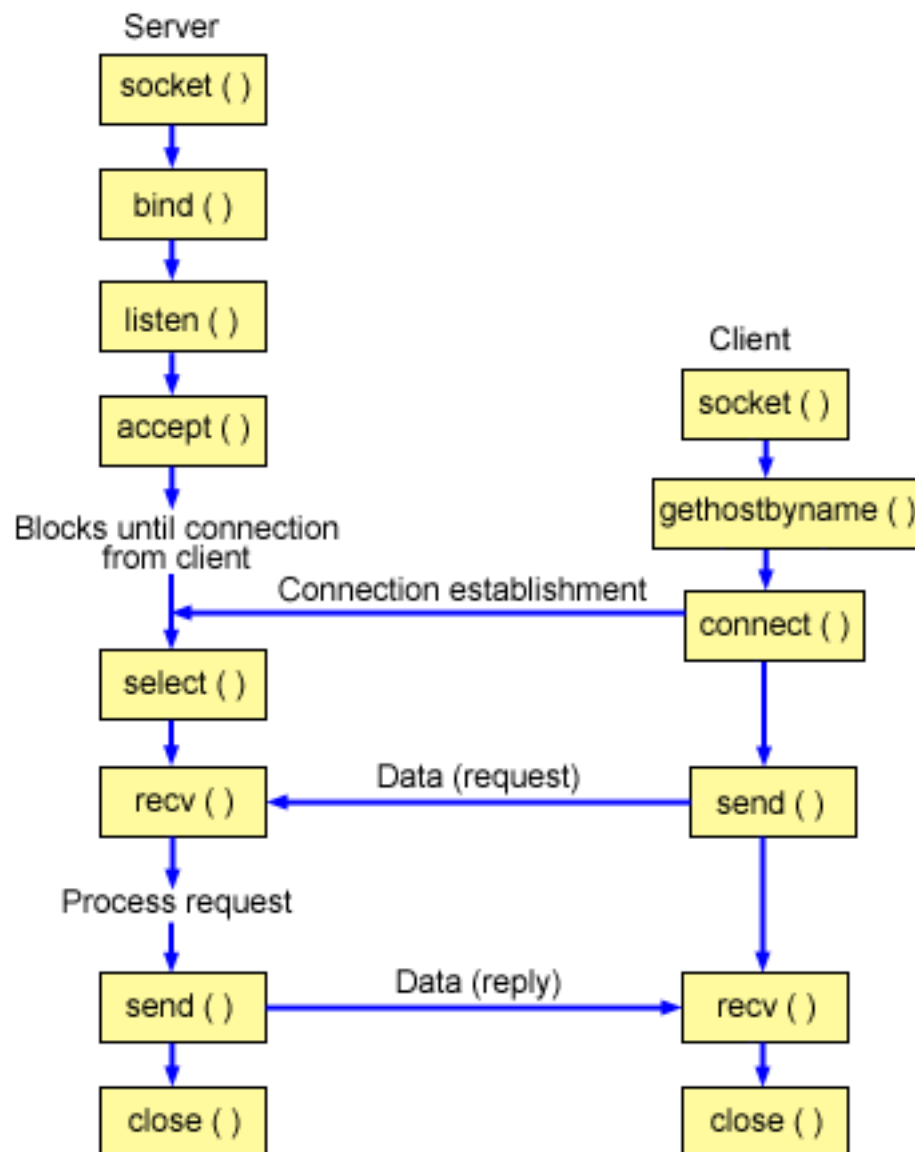 Server
socket ( )
bind ( )
listen ( )
accept ( )
Blocks until connection
from client
select ( )
recv ( )
Process request
send ( )
close ( )
Client
socket ( )
gethostbyname ( )
connect ( )
send ( )
recv ( )
close ( )
Connection establishment
Data (request)
Data (reply)